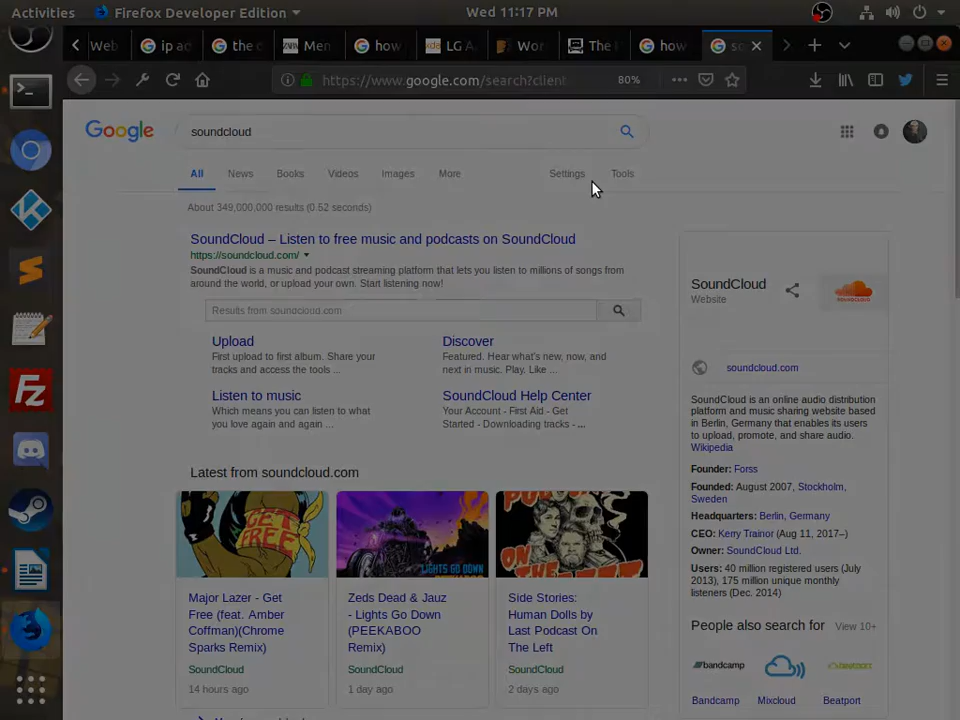 Activities
Firefox Developer Edition
Wed 11:17 PM
Web
ip ad
the c
Men
how
LG A
Wor
The I
how
so
https://www.google.com/search?client
80%
Google
soundcloud
All
News
Books
Videos
Images
More
Settings
Tools
About 349,000,000 results (0.52 seconds)
SoundCloud – Listen to free music and podcasts on SoundCloud
https://soundcloud.com/
SoundCloud is a music and podcast streaming platform that lets you listen to millions of songs from
around the world, or upload your own. Start listening now!
Results from soundcloud.com
Upload
First upload to first album. Share your
tracks and access the tools ...
Discover
Featured. Hear what's new, now, and
next in music. Play. Like ...
Listen to music
Which means you can listen to what
you love again and again ...
SoundCloud Help Center
Your Account - First Aid - Get
Started - Downloading tracks - ...
Latest from soundcloud.com
GET
FREE
LIGHTS GO DOWN
ON THE LEFT
Major Lazer - Get
Free (feat. Amber
Coffman)(Chrome
Sparks Remix)
SoundCloud
14 hours ago
Zeds Dead & Jauz
- Lights Go Down
(PEEKABOO
Remix)
SoundCloud
1 day ago
Side Stories:
Human Dolls by
Last Podcast On
The Left
SoundCloud
2 days ago
SoundCloud
Website
SOUNDCLOUD
soundcloud.com
SoundCloud is an online audio distribution
platform and music sharing website based
in Berlin, Germany that enables its users
to upload, promote, and share audio.
Wikipedia
Founder: Forss
Founded: August 2007, Stockholm,
Sweden
Headquarters: Berlin, Germany
CEO: Kerry Trainor (Aug 11, 2017–)
Owner: SoundCloud Ltd.
Users: 40 million registered users (July
2013), 175 million unique monthly
listeners (Dec. 2014)
People also search for
View 10+
bandcamp
beatport
Bandcamp
Mixcloud
Beatport